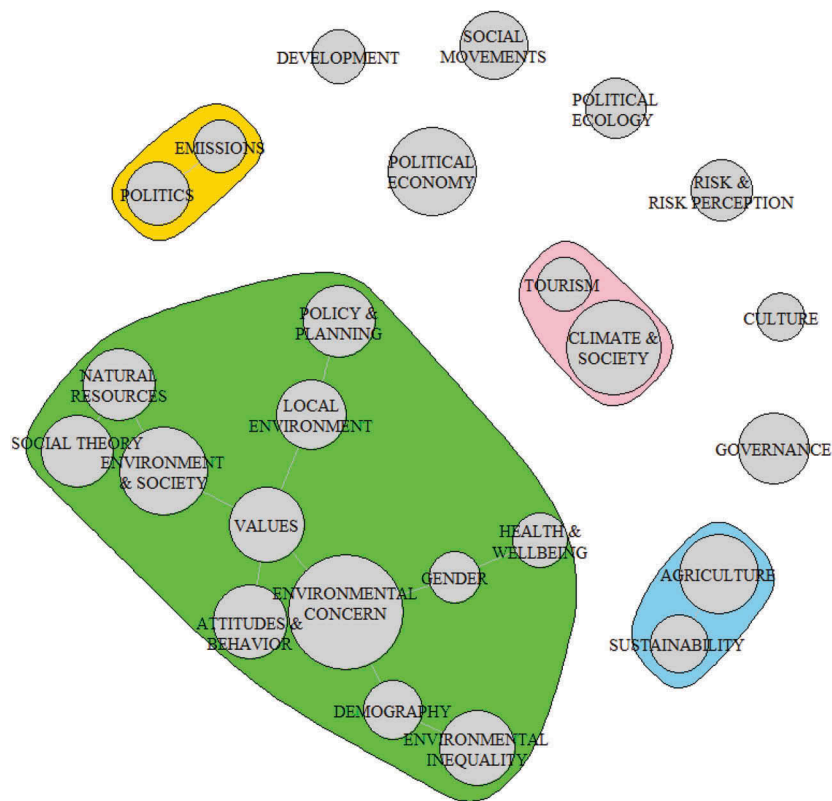 SOCIAL
MOVEMENTS
DEVELOPMENT
POLITICAL
ECOLOGY
EMISSIONS
POLITICS
POLITICAL
ECONOMY
RISK &
RISK PERCEPTION
TOURISM
CLIMATE &
SOCIETY
CULTURE
POLICY &
PLANNING
NATURAL
RESOURCES
LOCAL
ENVIRONMENT
SOCIAL THEORY
ENVIRONMENT
& SOCIETY
GOVERNANCE
VALUES
HEALTH &
WELLBEING
GENDER
AGRICULTURE
ENVIRONMENTAL
CONCERN
ATTITUDES &
BEHAVIOR
SUSTAINABILITY
DEMOGRAPHY
ENVIRONMENTAL
INEQUALITY